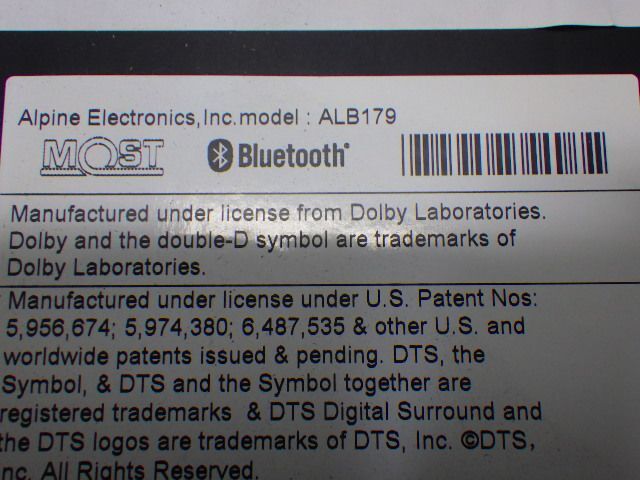 Alpine Electronics,Inc.model : ALB179
MOST Bluetooth®
Manufactured under license from Dolby Laboratories.
Dolby and the double-D symbol are trademarks of
Dolby Laboratories.
Manufactured under license under U.S. Patent Nos:
5,956,674; 5,974,380; 6,487,535 & other U.S. and
worldwide patents issued & pending. DTS, the
Symbol, & DTS and the Symbol together are
registered trademarks & DTS Digital Surround and
the DTS logos are trademarks of DTS, Inc. ©DTS,
Inc. All Rights Reserved.